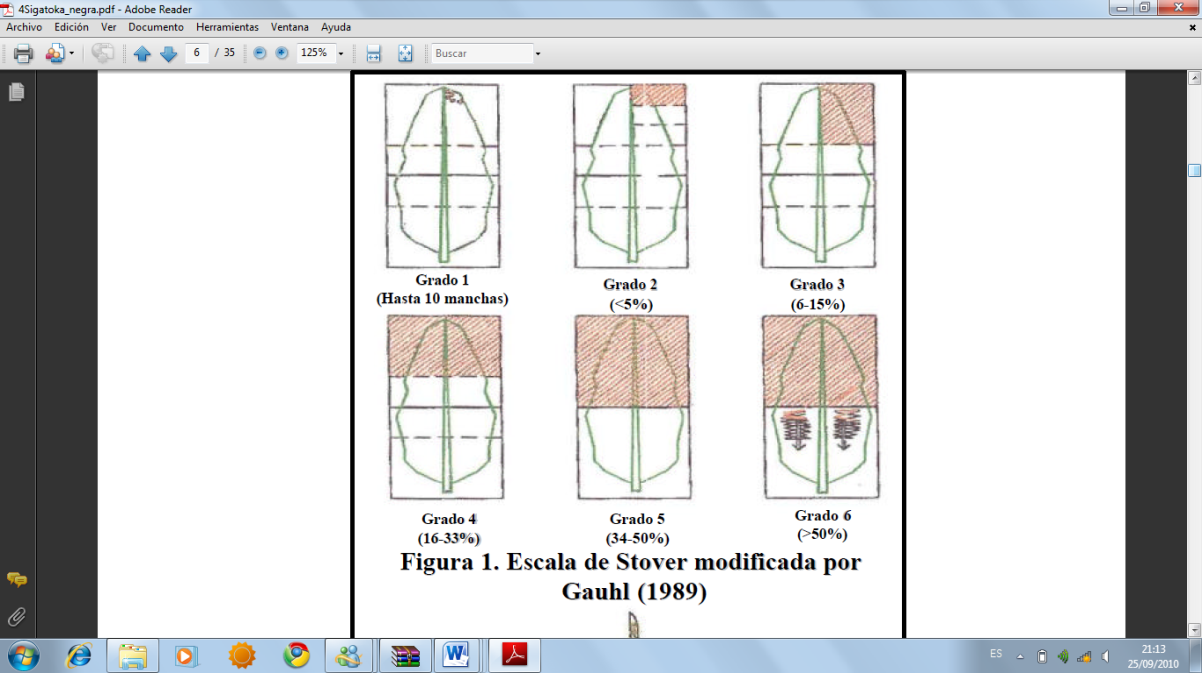 4Sigatoka_negra.pdf - Adobe Reader
Archivo Edición Ver Documento Herramientas Ventana Ayuda
6 / 35 125% Buscar
Grado 1
(Hasta 10 manchas)
Grado 2
(<5%)
Grado 3
(6-15%)
Grado 4
(16-33%)
Grado 5
(34-50%)
Grado 6
(>50%)
Figura 1. Escala de Stover modificada por
Gauhl (1989)
ES
21:13
25/09/2010